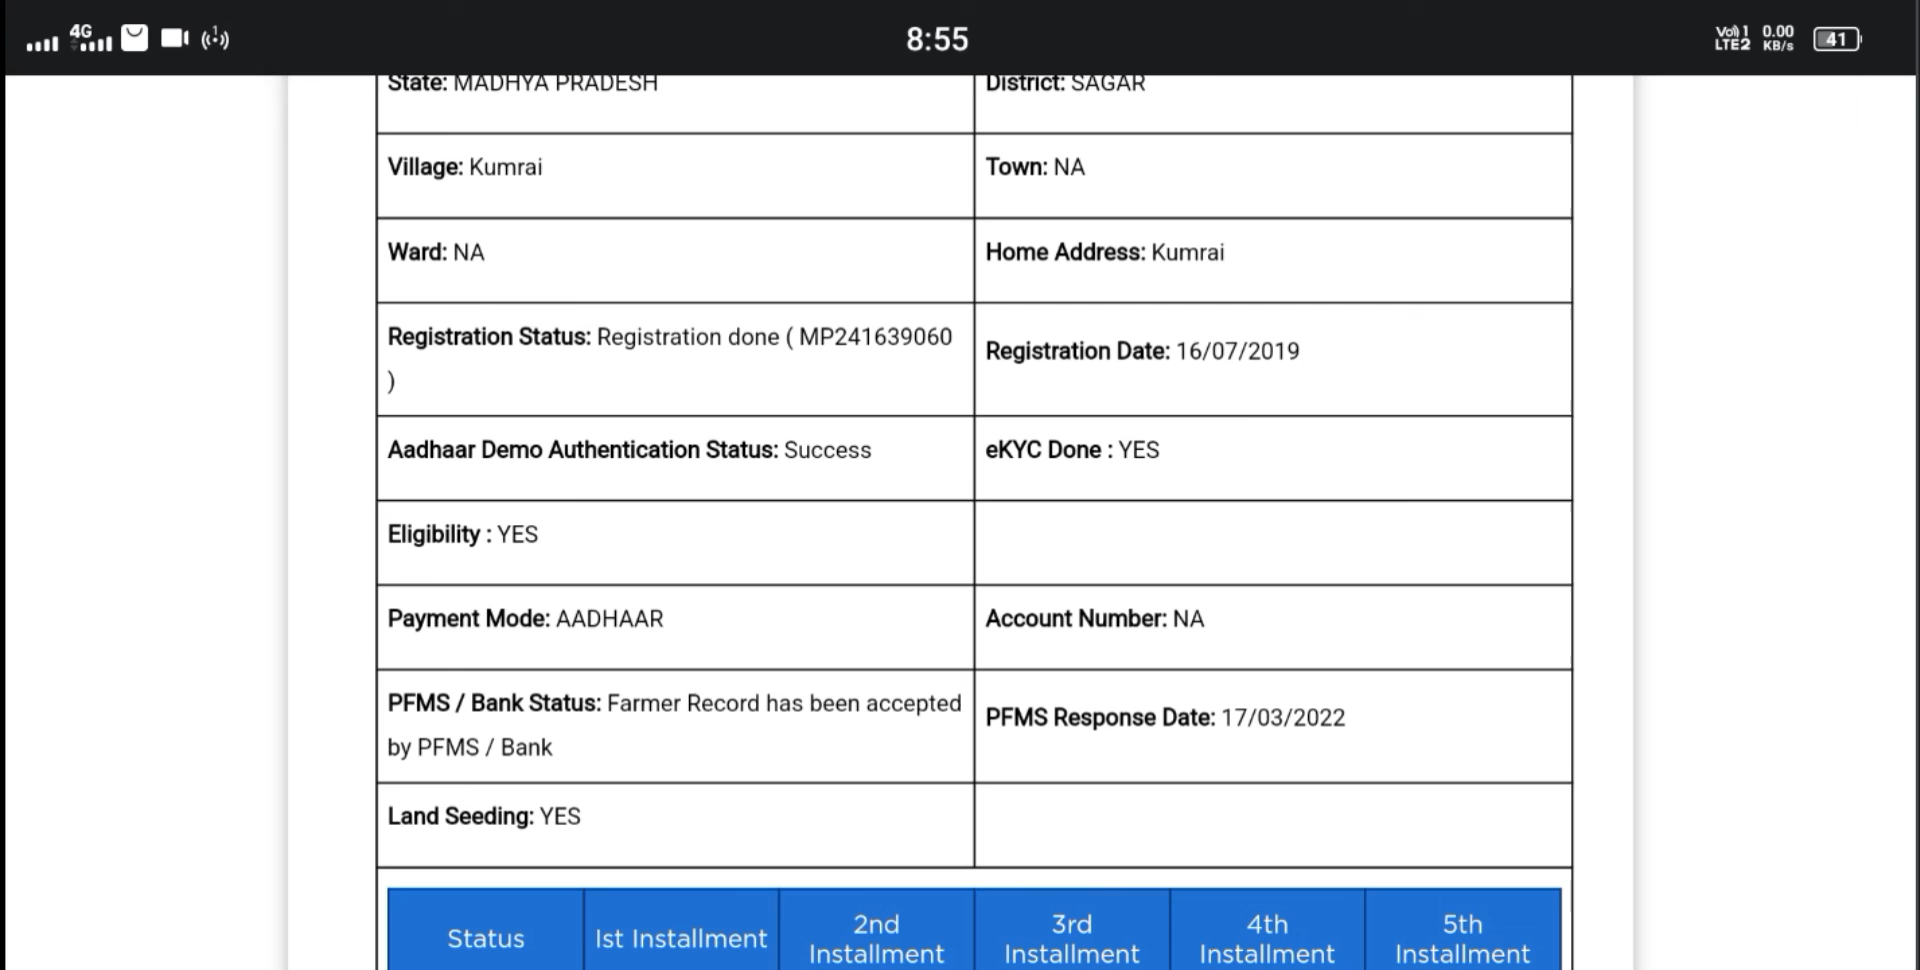 4G
8:55
Vo)) 1 0.00
LTE2 KB/s
41
State: MADHYA PRADESH
District: SAGAR
Village: Kumrai
Town: NA
Ward: NA
Home Address: Kumrai
Registration Status: Registration done ( MP241639060
)
Registration Date: 16/07/2019
Aadhaar Demo Authentication Status: Success
eKYC Done : YES
Eligibility : YES
Payment Mode: AADHAAR
Account Number: NA
PFMS / Bank Status: Farmer Record has been accepted
by PFMS / Bank
PFMS Response Date: 17/03/2022
Land Seeding: YES
Status
Ist Installment
2nd
Installment
3rd
Installment
4th
Installment
5th
Installment